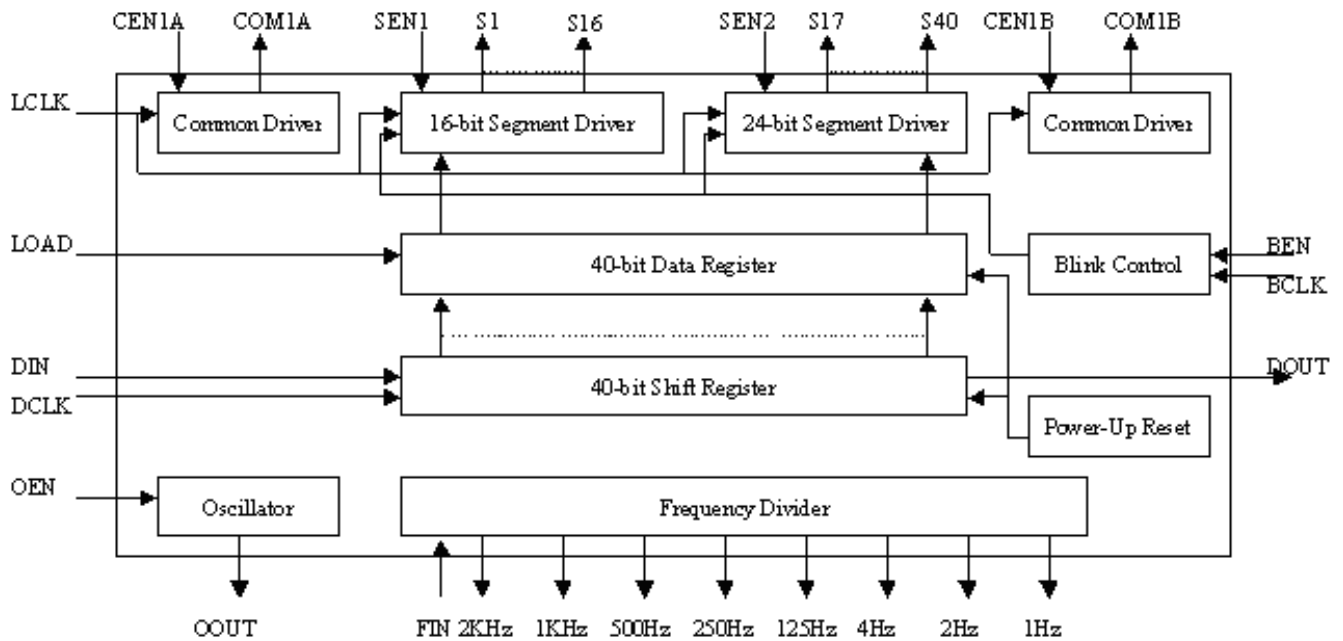 CEN1A COM1A SEN1 S1 S16 SEN2 S17 S40 CEN1B COM1B
LCLK Common Driver 16-bit Segment Driver 24-bit Segment Driver Common Driver
LOAD 40-bit Data Register Blink Control BEN
BCLK
DIN 40-bit Shift Register DOUT
DCLK
Power-Up Reset
OEN Oscillator Frequency Divider
OOUT FIN 2KHz 1KHz 500Hz 250Hz 125Hz 4Hz 2Hz 1Hz